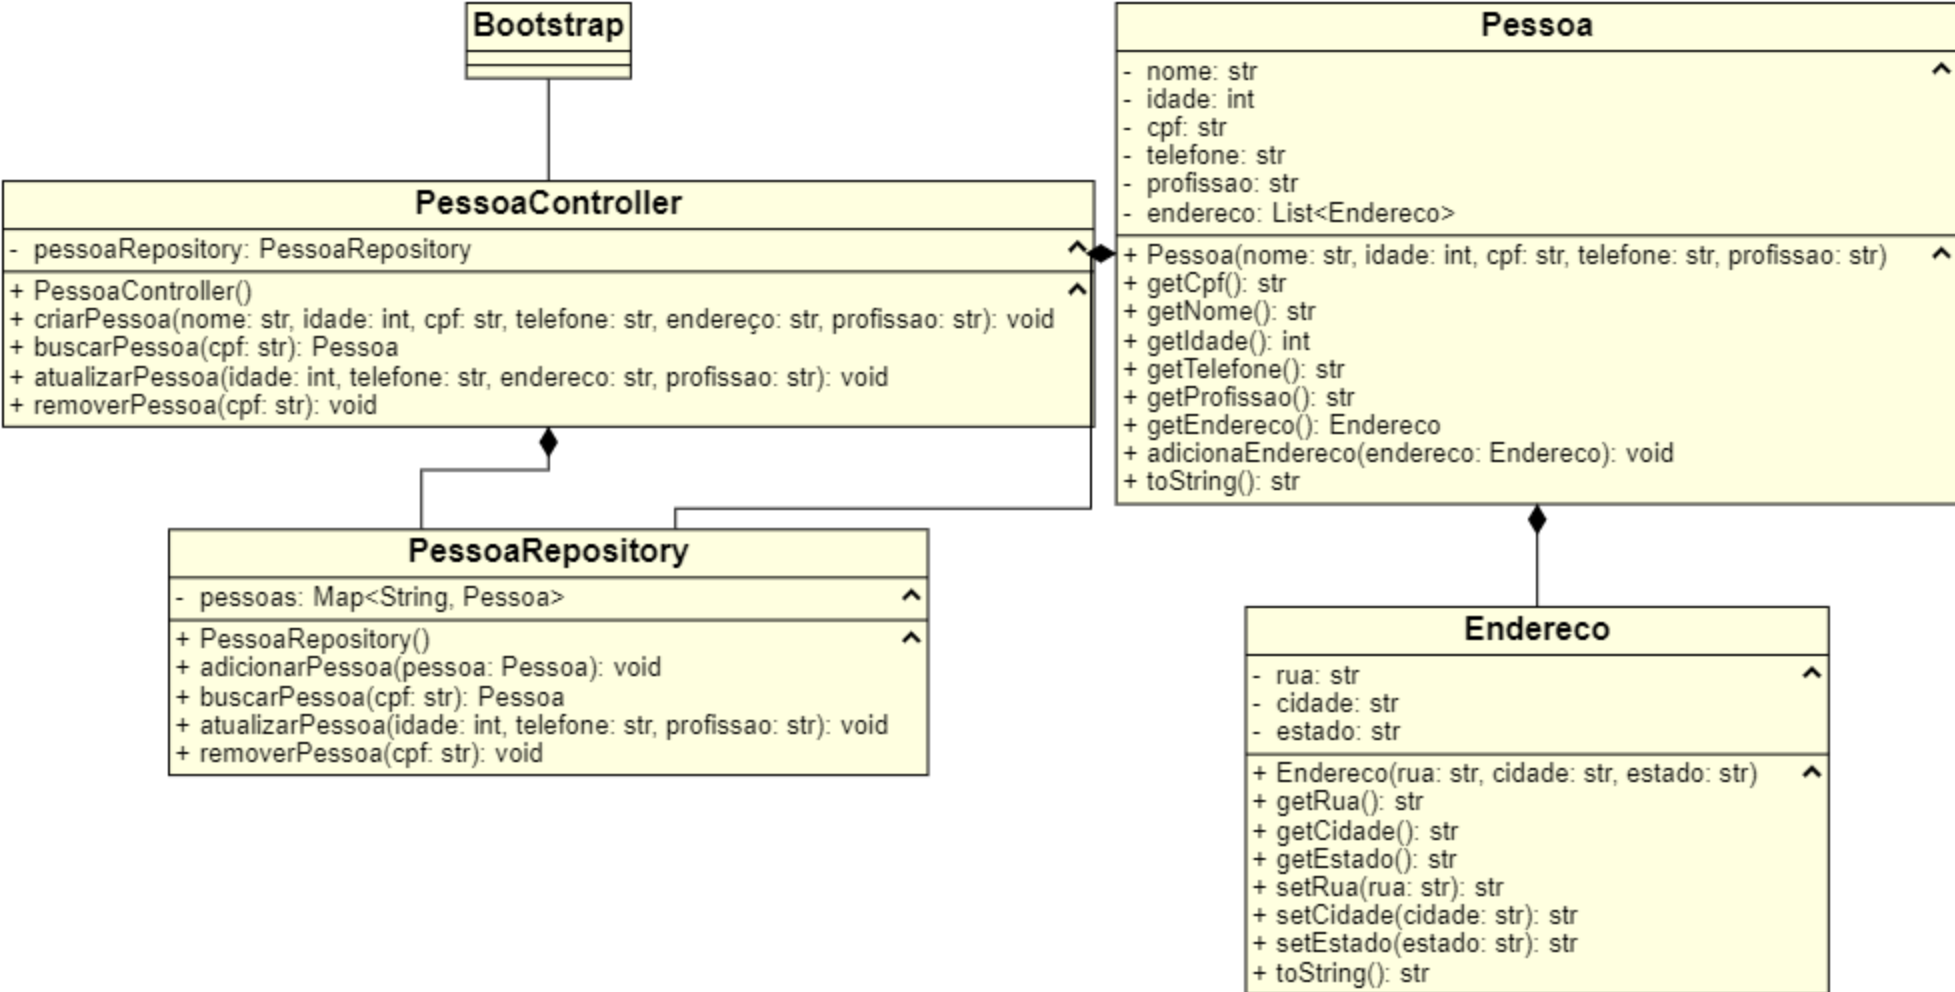 Bootstrap
PessoaController
- pessoaRepository: PessoaRepository
+ PessoaController()
+ criarPessoa(nome: str, idade: int, cpf: str, telefone: str, endereço: str, profissao: str): void
+ buscarPessoa(cpf: str): Pessoa
+ atualizarPessoa(idade: int, telefone: str, endereco: str, profissao: str): void
+ removerPessoa(cpf: str): void
PessoaRepository
- pessoas: Map<String, Pessoa>
+ PessoaRepository()
+ adicionarPessoa(pessoa: Pessoa): void
+ buscarPessoa(cpf: str): Pessoa
+ atualizarPessoa(idade: int, telefone: str, profissao: str): void
+ removerPessoa(cpf: str): void
Pessoa
- nome: str
- idade: int
- cpf: str
- telefone: str
- profissao: str
- endereco: List<Endereco>
+ Pessoa(nome: str, idade: int, cpf: str, telefone: str, profissao: str)
+ getCpf(): str
+ getNome(): str
+ getIdade(): int
+ getTelefone(): str
+ getProfissao(): str
+ getEndereco(): Endereco
+ adicionaEndereco(endereco: Endereco): void
+ toString(): str
Endereco
- rua: str
- cidade: str
- estado: str
+ Endereco(rua: str, cidade: str, estado: str)
+ getRua(): str
+ getCidade(): str
+ getEstado(): str
+ setRua(rua: str): str
+ setCidade(cidade: str): str
+ setEstado(estado: str): str
+ toString(): str